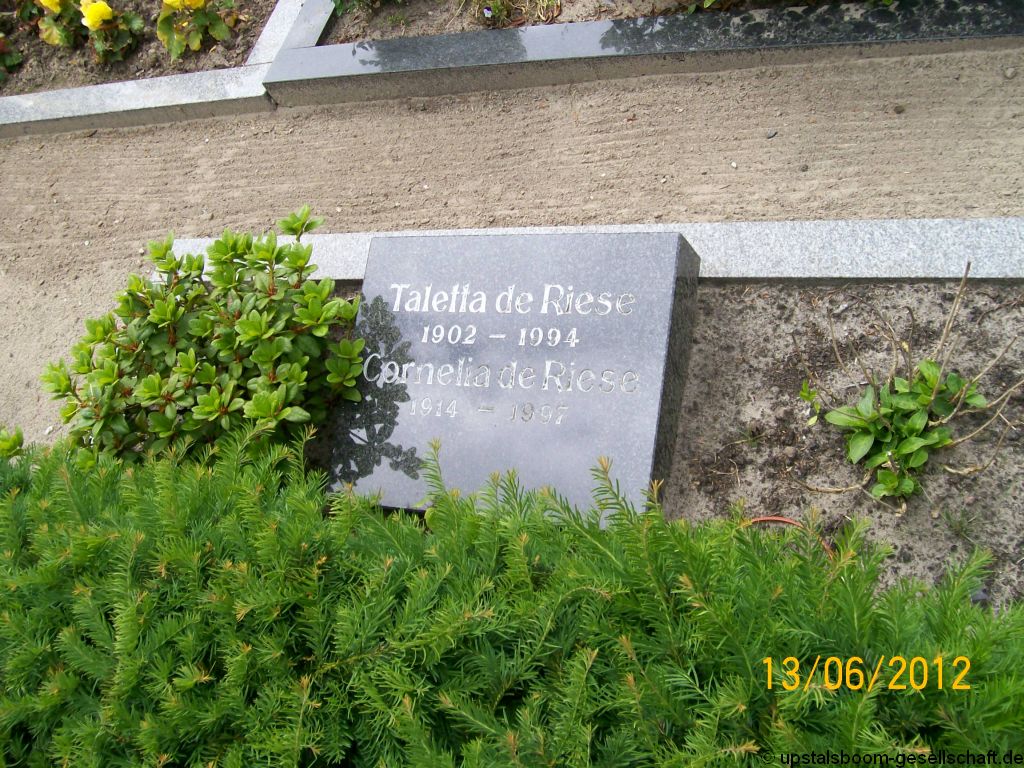 Taletta de Riese
1902 - 1994
Cornelia de Riese
1914 - 1997
13/06/2012
© upstalsboom-gesellschaft.de